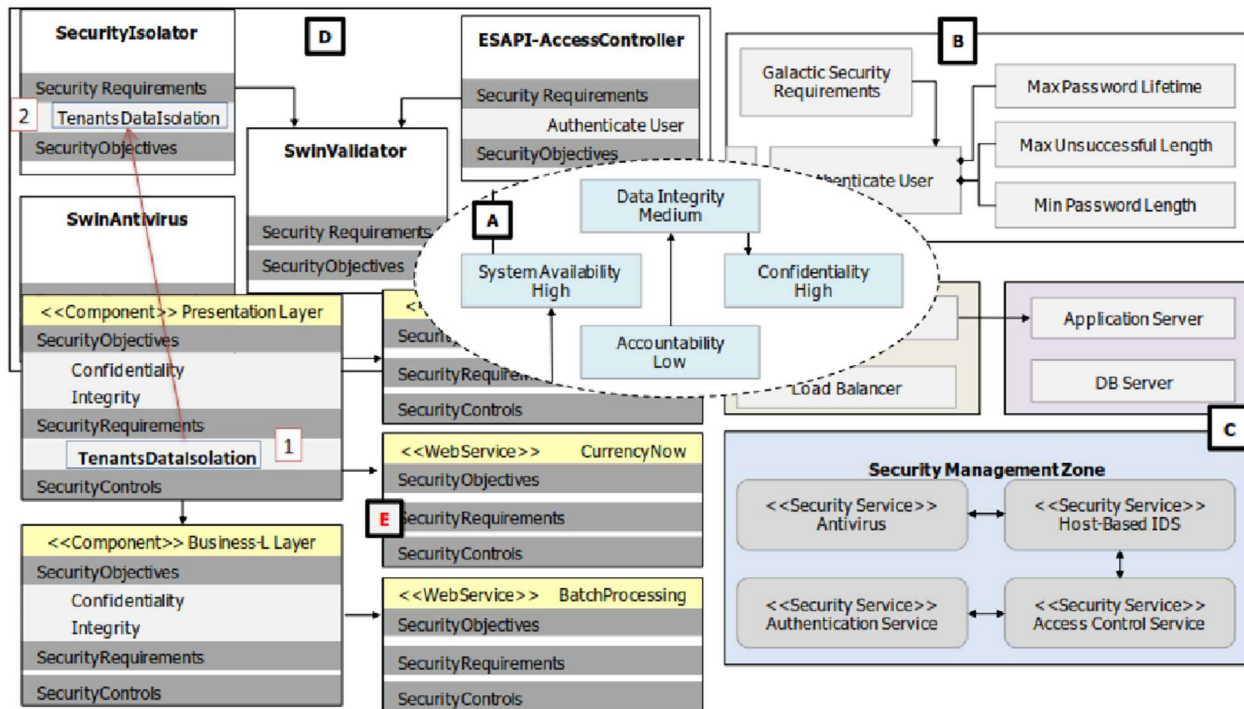 SecurityIsolator
Security Requirements
2
TenantsDataIsolation
SecurityObjectives
D
ESAPI-AccessController
Security Requirements
Authenticate User
SecurityObjectives
SwinValidator
Security Requirements
SecurityObjectives
SwinAntivirus
B
Galactic Security
Requirements
Max Password Lifetime
Max Unsuccessful Length
Min Password Length
User
A
Data Integrity
Medium
System Availability
High
Confidentiality
High
Accountability
Low
<<Component>> Presentation Layer
SecurityObjectives
Confidentiality
Integrity
SecurityRequirements
TenantsDataIsolation
1
SecurityControls
SecurityControls
Load Balancer
Application Server
DB Server
<<WebService>> CurrencyNow
SecurityObjectives
E
SecurityRequirements
SecurityControls
<<Component>> Business-L Layer
SecurityObjectives
Confidentiality
Integrity
SecurityRequirements
SecurityControls
<<WebService>> BatchProcessing
SecurityObjectives
SecurityRequirements
SecurityControls
C
Security Management Zone
<<Security Service>>
Antivirus
<<Security Service>>
Host-Based IDS
<<Security Service>>
Authentication Service
<<Security Service>>
Access Control Service